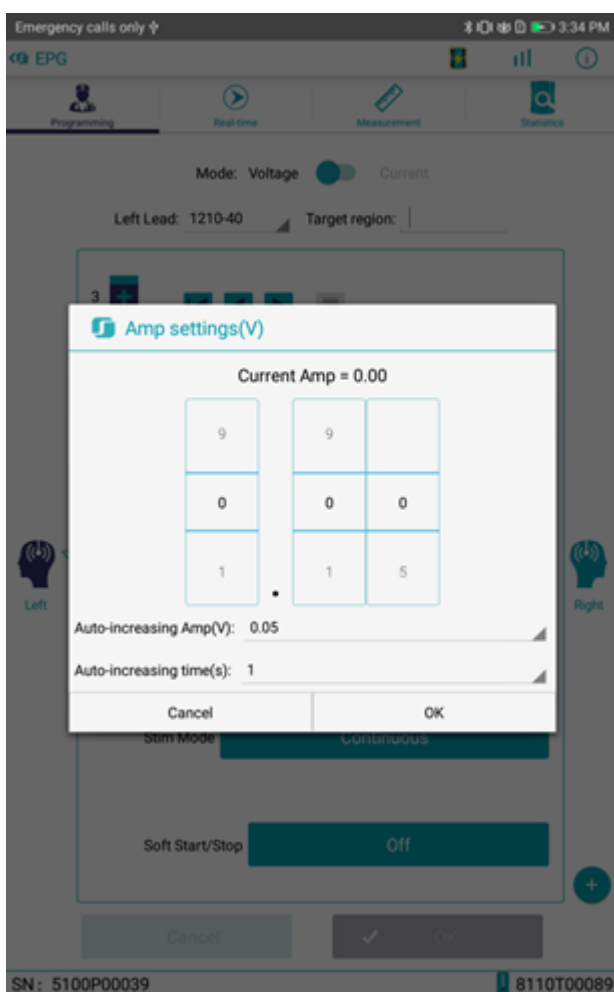 Emergency calls only 3:34 PM
EPG
Programming Real-time Measurement Statistics
Mode: Voltage Current
Left Lead: 1210-40 Target region:
3
Amp settings(V)
Current Amp = 0.00
9 9
0 0 0
1 . 1 5
Left Right
Auto-increasing Amp(V): 0.05
Auto-increasing time(s): 1
Cancel OK
Stim Mode Continuous
Soft Start/Stop Off
Cancel OK
SN: 5100P00039 8110T00089